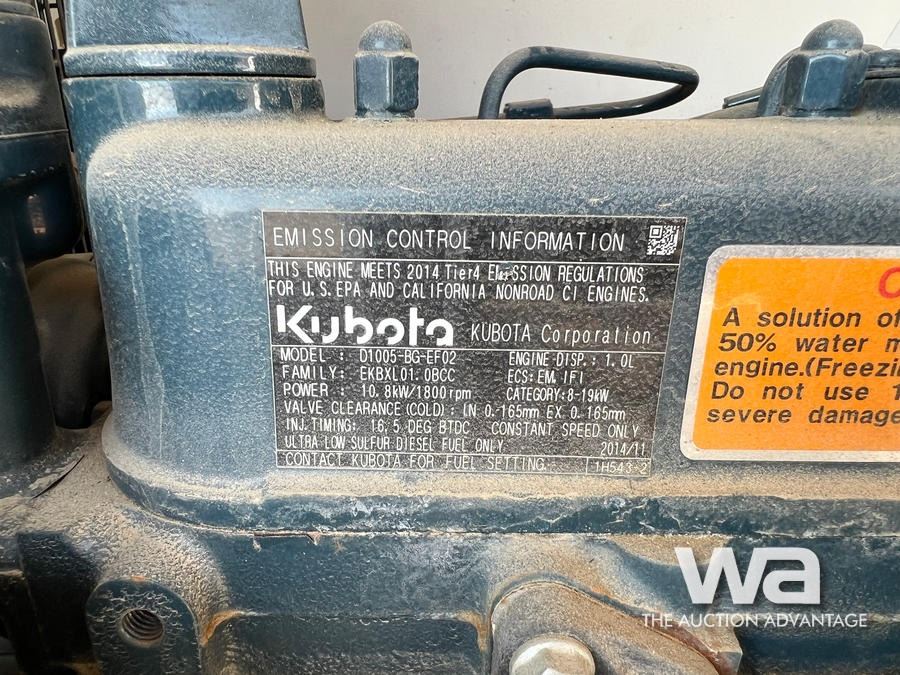 EMISSION CONTROL INFORMATION
THIS ENGINE MEETS 2014 Tier4 EMISSION REGULATIONS
FOR U.S. EPA AND CALIFORNIA NONROAD CI ENGINES.
Kubota KUBOTA Corporation
MODEL : D1005-BG-EF02 ENGINE DISP.: 1.0L
FAMILY: EKBXL01.0BCC ECS: EM, IFI
POWER : 10.8kW/1800rpm CATEGORY: 8-19kW
VALVE CLEARANCE (COLD) : IN 0.165mm EX 0.165mm
INJ. TIMING: 16.5 DEG BTDC CONSTANT SPEED ONLY
ULTRA LOW SULFUR DIESEL FUEL ONLY 2014/11
CONTACT KUBOTA FOR FUEL SETTING 1H543-2
A solution of
50% water
engine.(Freezi
Do not use 1
severe damage
wa
THE AUCTION ADVANTAGE